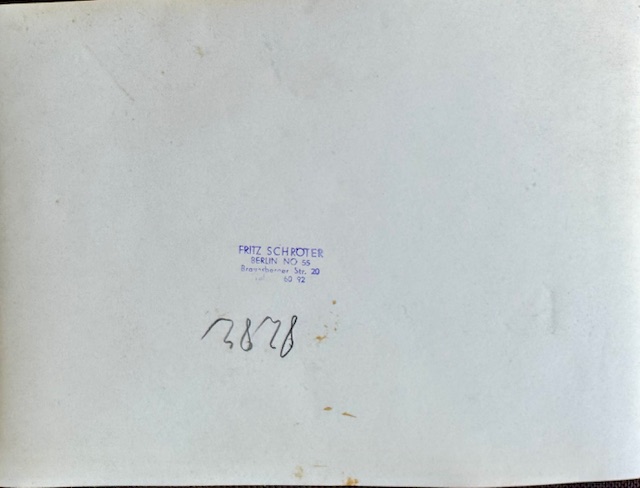 FRITZ SCHRÖTER
BERLIN NO 55
Str. 20
60 92
3828